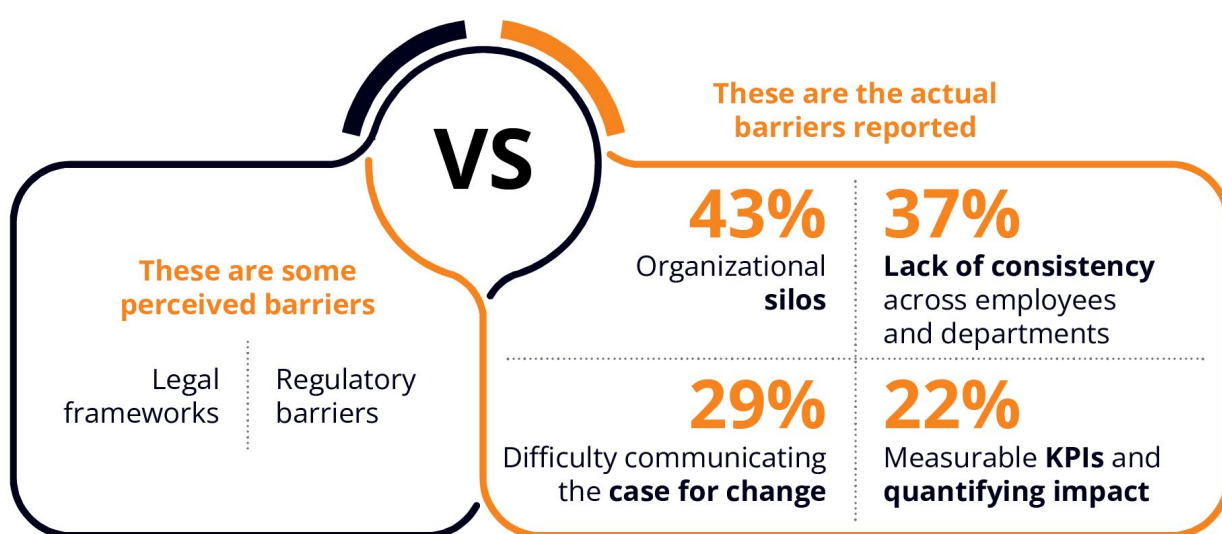 VS
These are some
perceived barriers
Legal
frameworks
Regulatory
barriers
These are the actual
barriers reported
43%
Organizational
silos
37%
Lack of consistency
across employees
and departments
29%
Difficulty communicating
the case for change
22%
Measurable KPIs and
quantifying impact